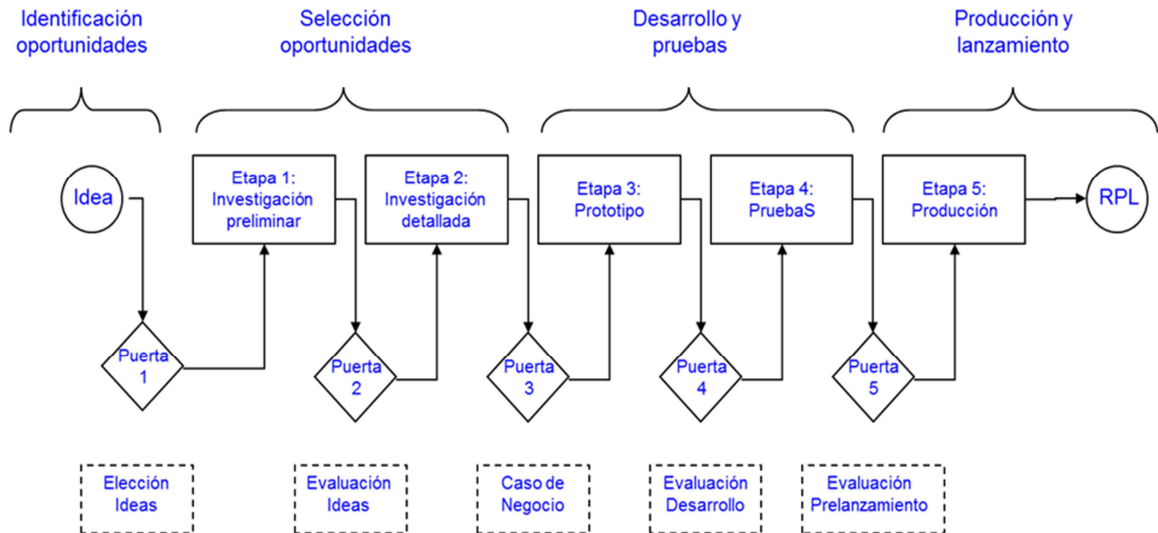 Identificación
oportunidades
Selección
oportunidades
Desarrollo y
pruebas
Producción y
lanzamiento
Idea
Etapa 1:
Investigación
preliminar
Etapa 2:
Investigación
detallada
Etapa 3:
Prototipo
Etapa 4:
PruebaS
Etapa 5:
Producción
RPL
Puerta
1
Puerta
2
Puerta
3
Puerta
4
Puerta
5
Elección
Ideas
Evaluación
Ideas
Caso de
Negocio
Evaluación
Desarrollo
Evaluación
Prelanzamiento